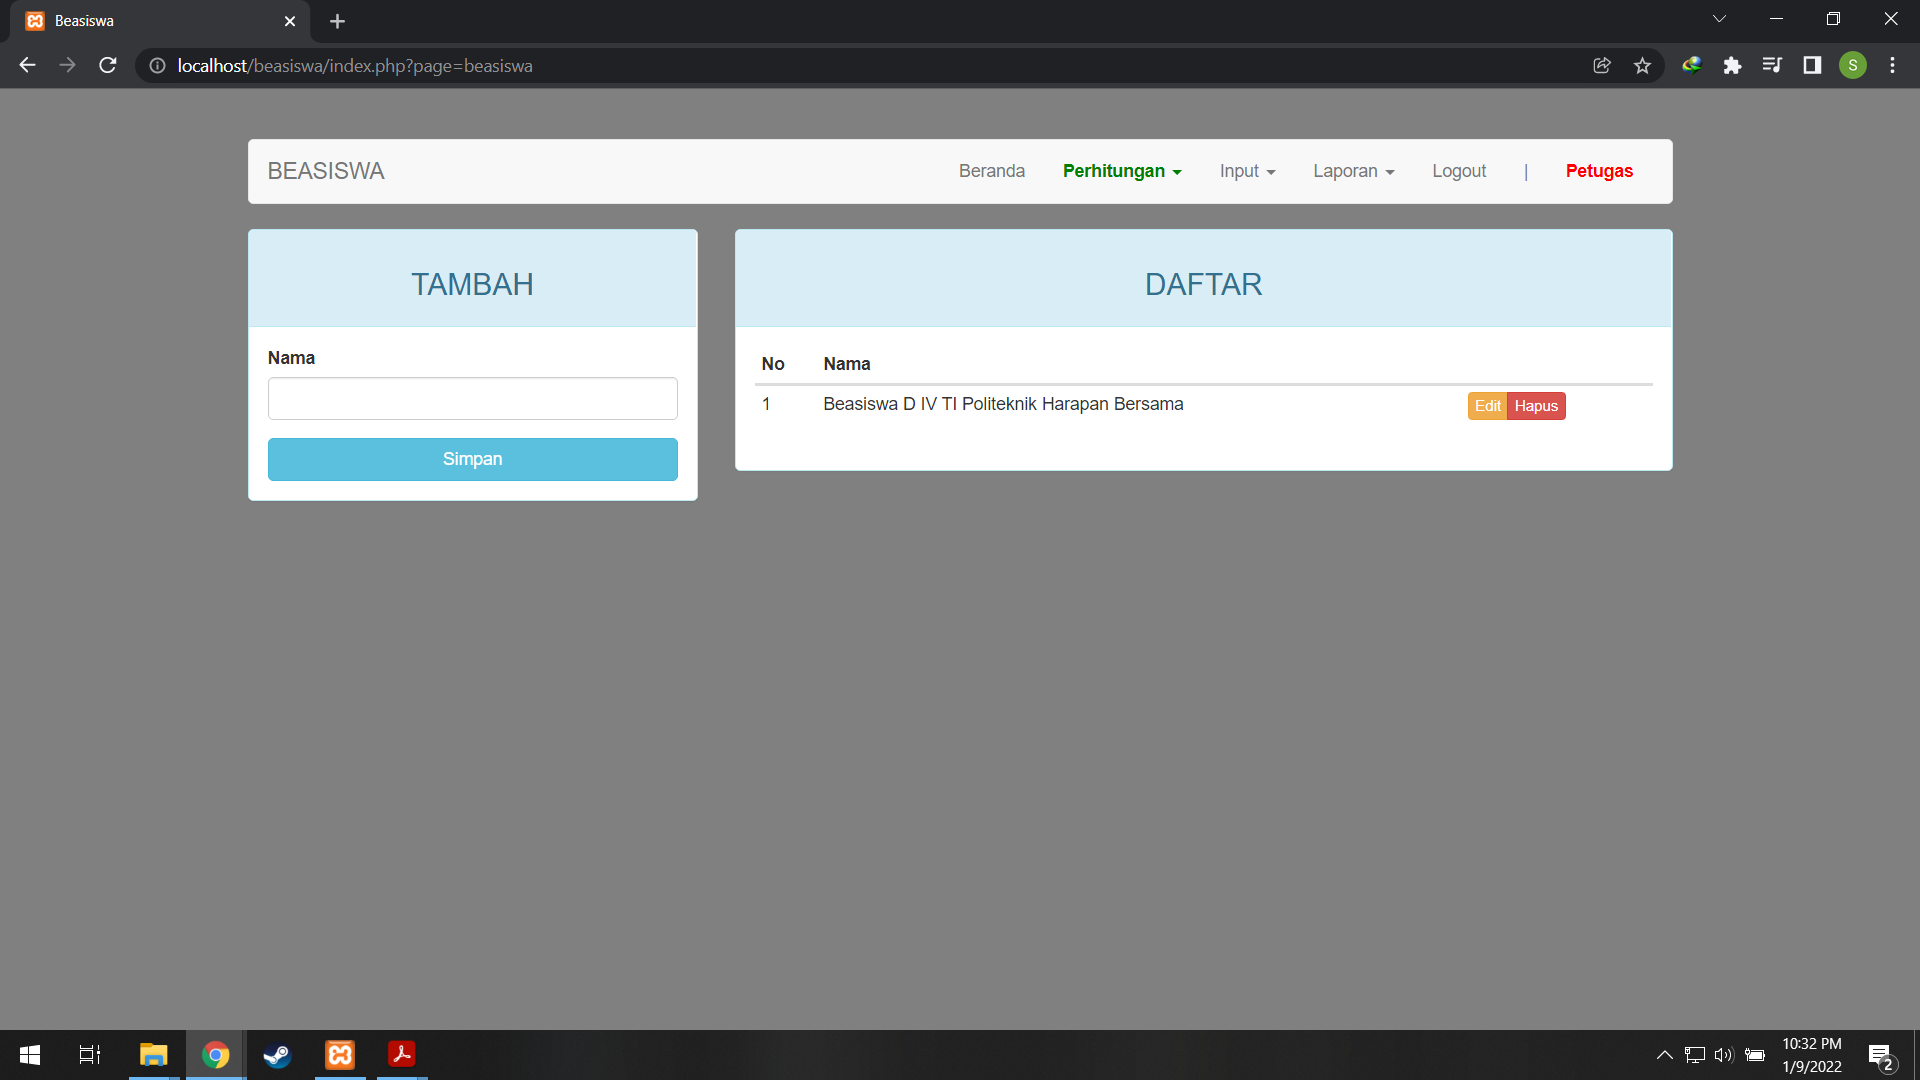 Beasiswa
localhost/beasiswa/index.php?page=beasiswa
S
BEASISWA
Beranda
Perhitungan
Input
Laporan
Logout
|
Petugas
TAMBAH
Nama
Simpan
DAFTAR
No Nama
1 Beasiswa D IV TI Politeknik Harapan Bersama Edit Hapus
10:32 PM
1/9/2022
2